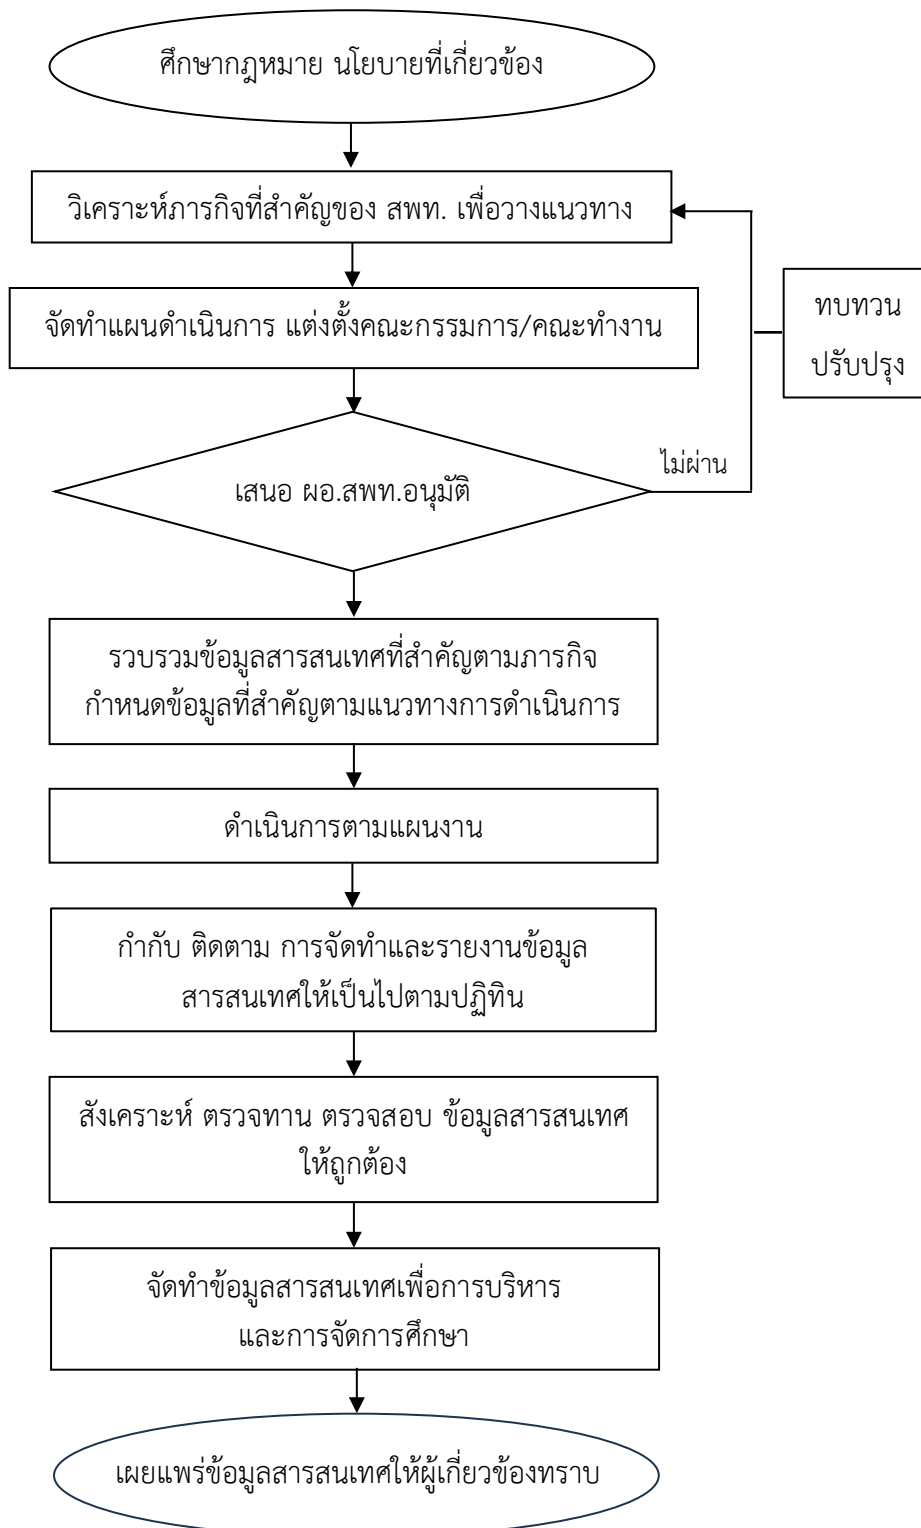 ศึกษากฎหมาย นโยบายที่เกี่ยวข้อง
วิเคราะห์ภารกิจที่สำคัญของ สพท. เพื่อวางแนวทาง
จัดทำแผนดำเนินการ แต่งตั้งคณะกรรมการ/คณะทำงาน
ทบทวน
ปรับปรุง
ไม่ผ่าน
เสนอ ผอ.สพท.อนุมัติ
รวบรวมข้อมูลสารสนเทศที่สำคัญตามภารกิจ
กำหนดข้อมูลที่สำคัญตามแนวทางการดำเนินการ
ดำเนินการตามแผนงาน
กำกับ ติดตาม การจัดทำและรายงานข้อมูล
สารสนเทศให้เป็นไปตามปฏิทิน
สังเคราะห์ ตรวจทาน ตรวจสอบ ข้อมูลสารสนเทศ
ให้ถูกต้อง
จัดทำข้อมูลสารสนเทศเพื่อการบริหาร
และการจัดการศึกษา
เผยแพร่ข้อมูลสารสนเทศให้ผู้เกี่ยวข้องทราบ